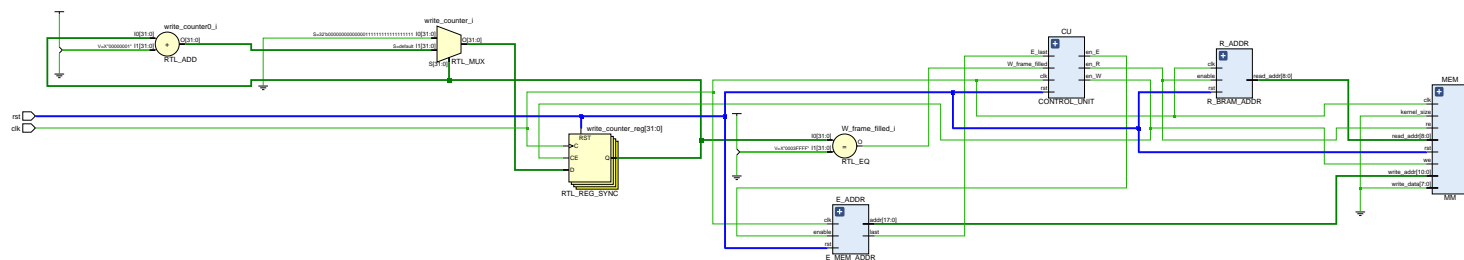 write_counter0_i
I0[31:0]
V=X"00000001" I1[31:0]
O[31:0]
+
RTL_ADD
write_counter_i
I0[31:0]
S=default I1[31:0]
S[31:0]
O[31:0]
RTL_MUX
rst
clk
write_counter_reg[31:0]
RST
C
CE
D
Q
RTL_REG_SYNC
W_frame_filled_i
I0[31:0]
I1[31:0]
O
=
RTL_EQ
E_ADDR
clk
enable
rst
addr[17:0]
last
E_MEM_ADDR
CU
E_last
W_frame_filled
clk
rst
en_E
en_R
en_W
CONTROL_UNIT
R_ADDR
clk
enable
rst
read_addr[8:0]
R_BRAM_ADDR
MEM
clk
kernel_size
re
read_addr[8:0]
rst
we
write_addr[10:0]
write_data[7:0]
MM